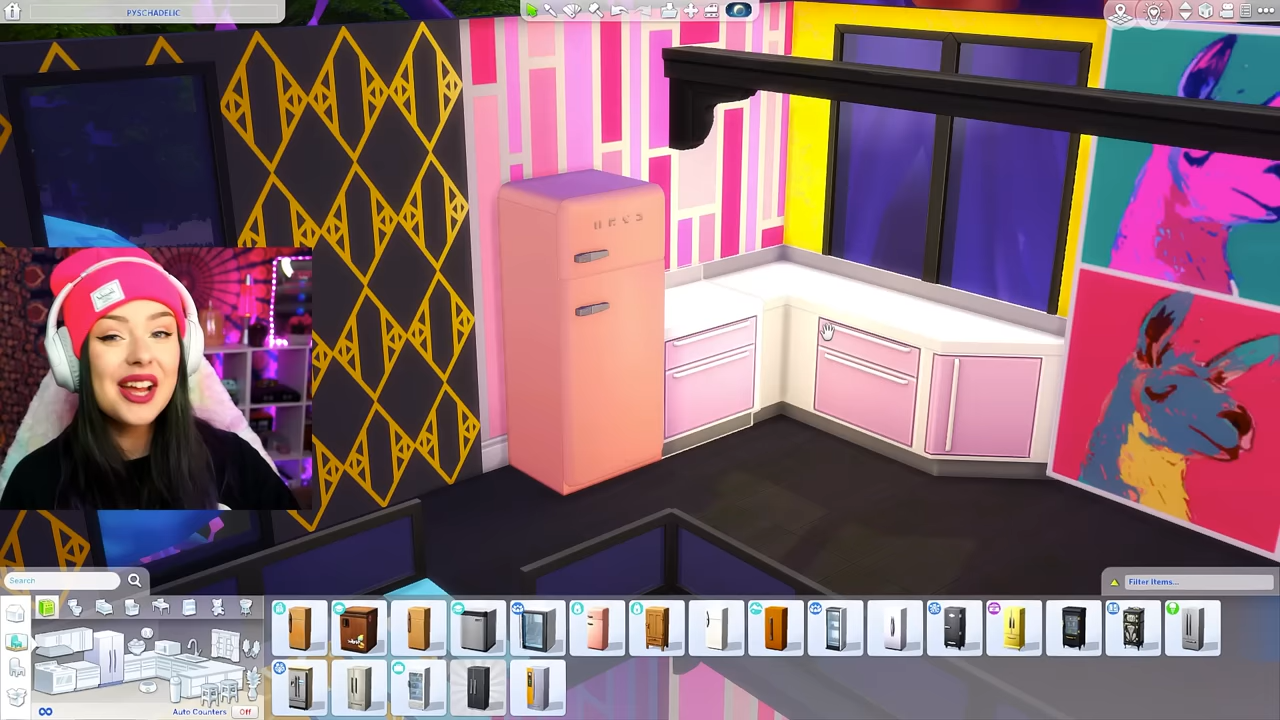 PYSCHADELIC
Search
Filter Items...
Auto Counters
Off